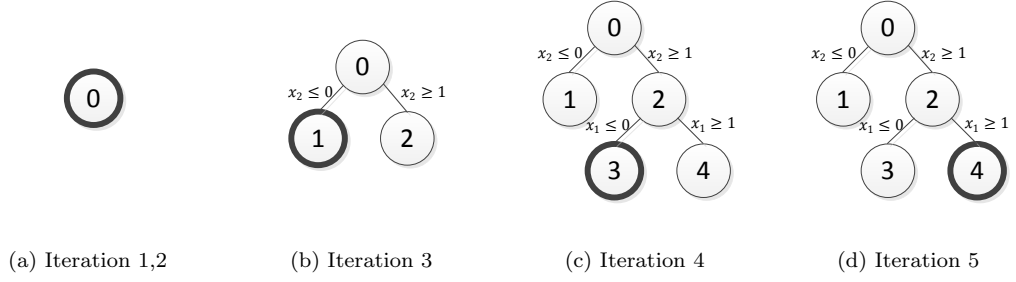 0
0
x₂ ≤ 0
x₂ ≥ 1
1
2
0
x₂ ≤ 0
x₂ ≥ 1
1
2
x₁ ≤ 0
x₁ ≥ 1
3
4
0
x₂ ≤ 0
x₂ ≥ 1
1
2
x₁ ≤ 0
x₁ ≥ 1
3
4
(a) Iteration 1,2
(b) Iteration 3
(c) Iteration 4
(d) Iteration 5